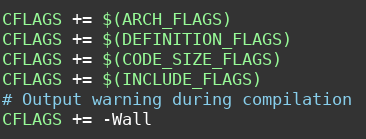 CFLAGS += $(ARCH_FLAGS)
CFLAGS += $(DEFINITION_FLAGS)
CFLAGS += $(CODE_SIZE_FLAGS)
CFLAGS += $(INCLUDE_FLAGS)
# Output warning during compilation
CFLAGS += -Wall